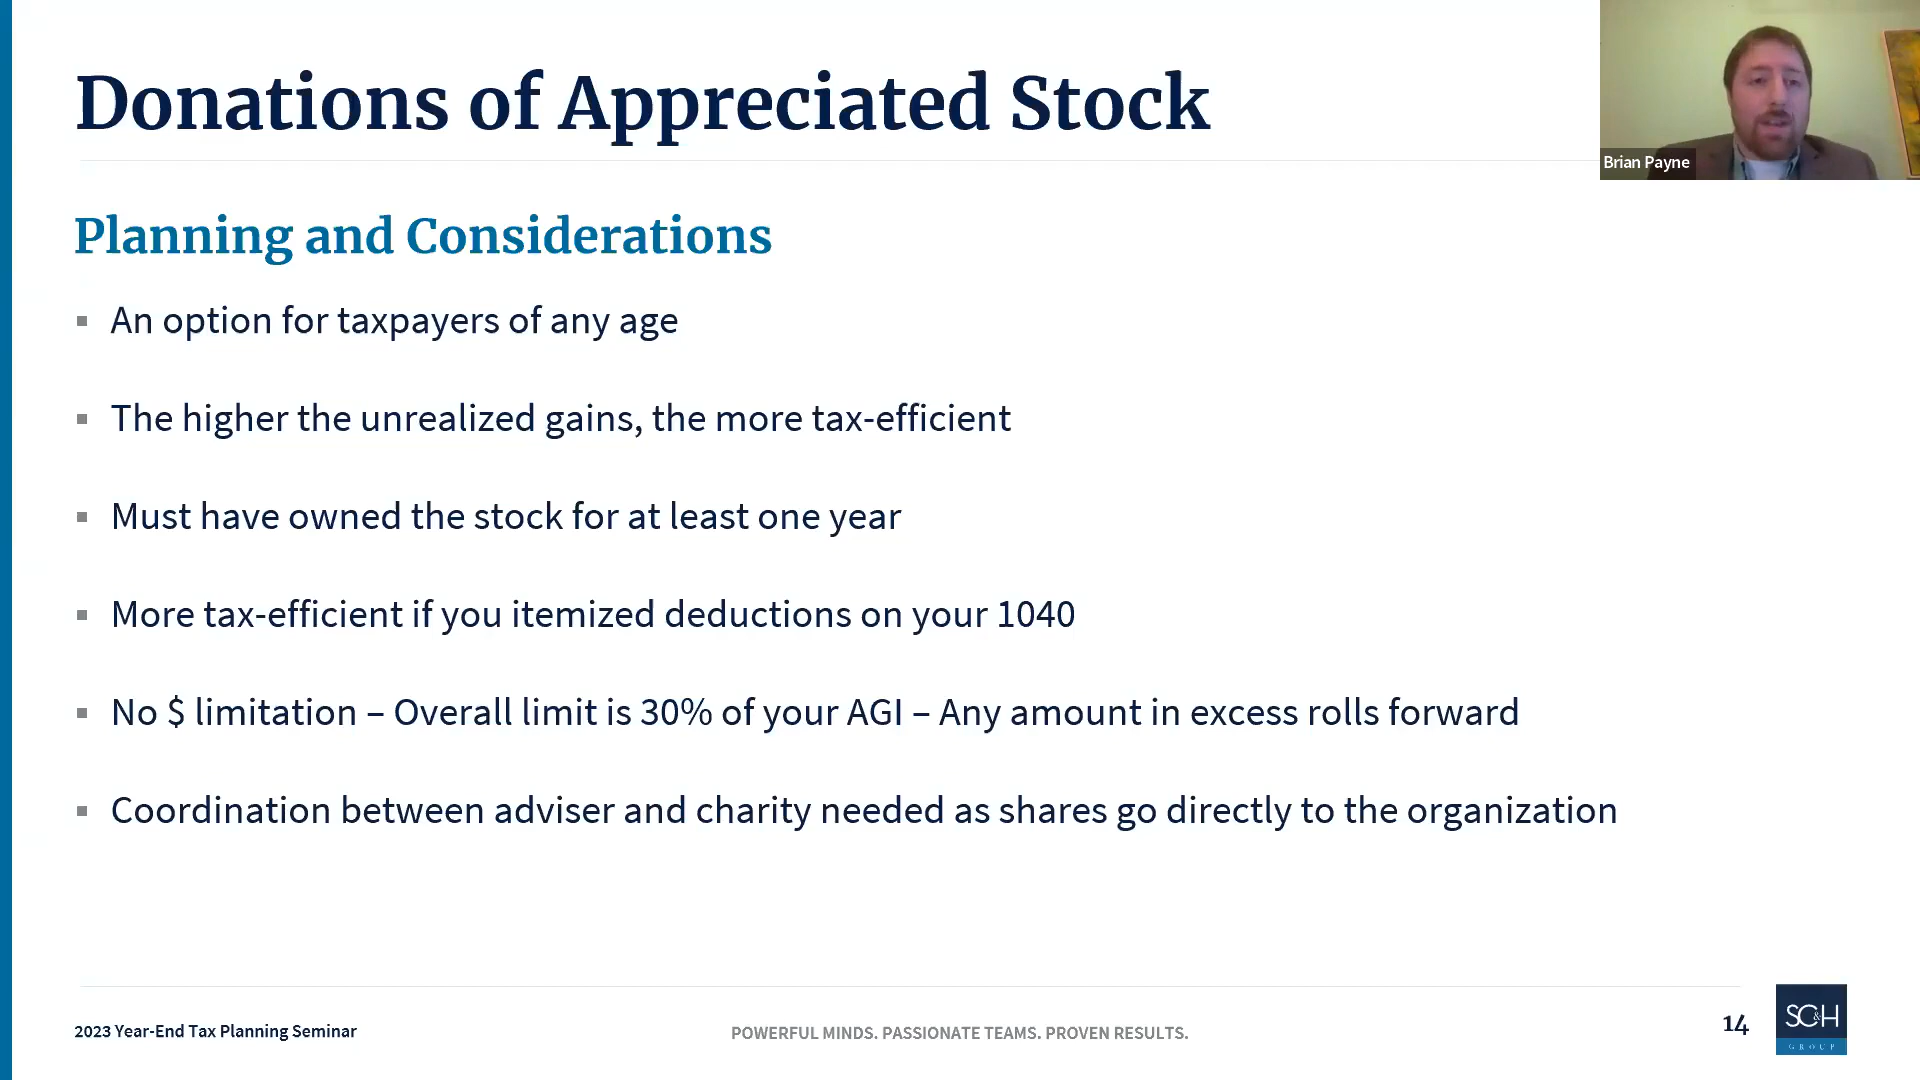 Donations of Appreciated Stock
Brian Payne
Planning and Considerations
▪ An option for taxpayers of any age
▪ The higher the unrealized gains, the more tax-efficient
▪ Must have owned the stock for at least one year
▪ More tax-efficient if you itemized deductions on your 1040
▪ No $ limitation – Overall limit is 30% of your AGI – Any amount in excess rolls forward
▪ Coordination between adviser and charity needed as shares go directly to the organization
2023 Year-End Tax Planning Seminar
POWERFUL MINDS. PASSIONATE TEAMS. PROVEN RESULTS.
14
SC&H
GROUP